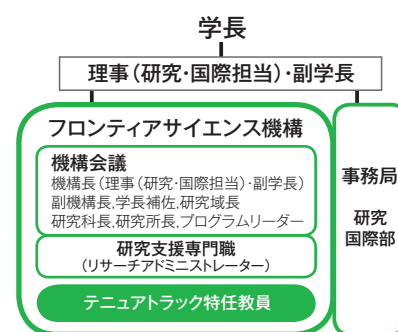 学長
理事（研究・国際担当）・副学長
フロンティアサイエンス機構
機構会議
機構長（理事（研究・国際担当）・副学長）
副機構長,学長補佐,研究域長
研究科長,研究所長,プログラムリーダー
研究支援専門職
（リサーチアドミニストレーター）
テニュアトラック特任教員
事務局
研究
国際部